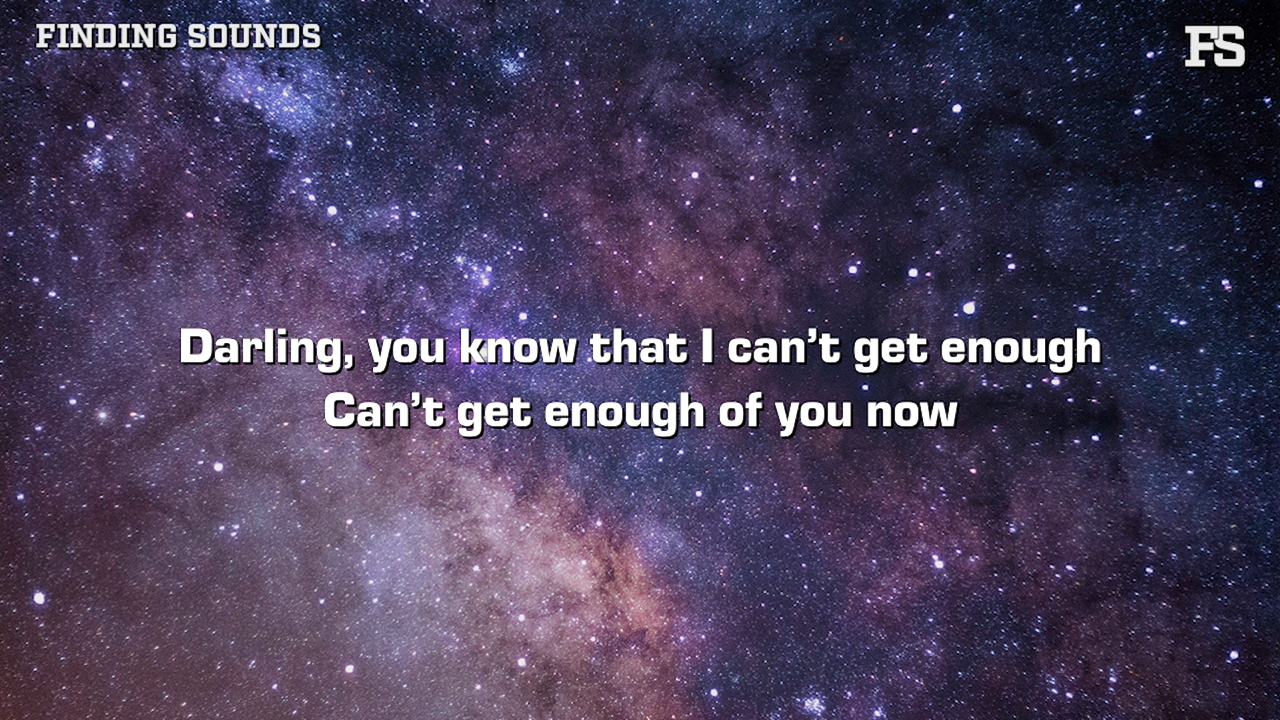 FINDING SOUNDS
FS
Darling, you know that I can’t get enough
Can’t get enough of you now